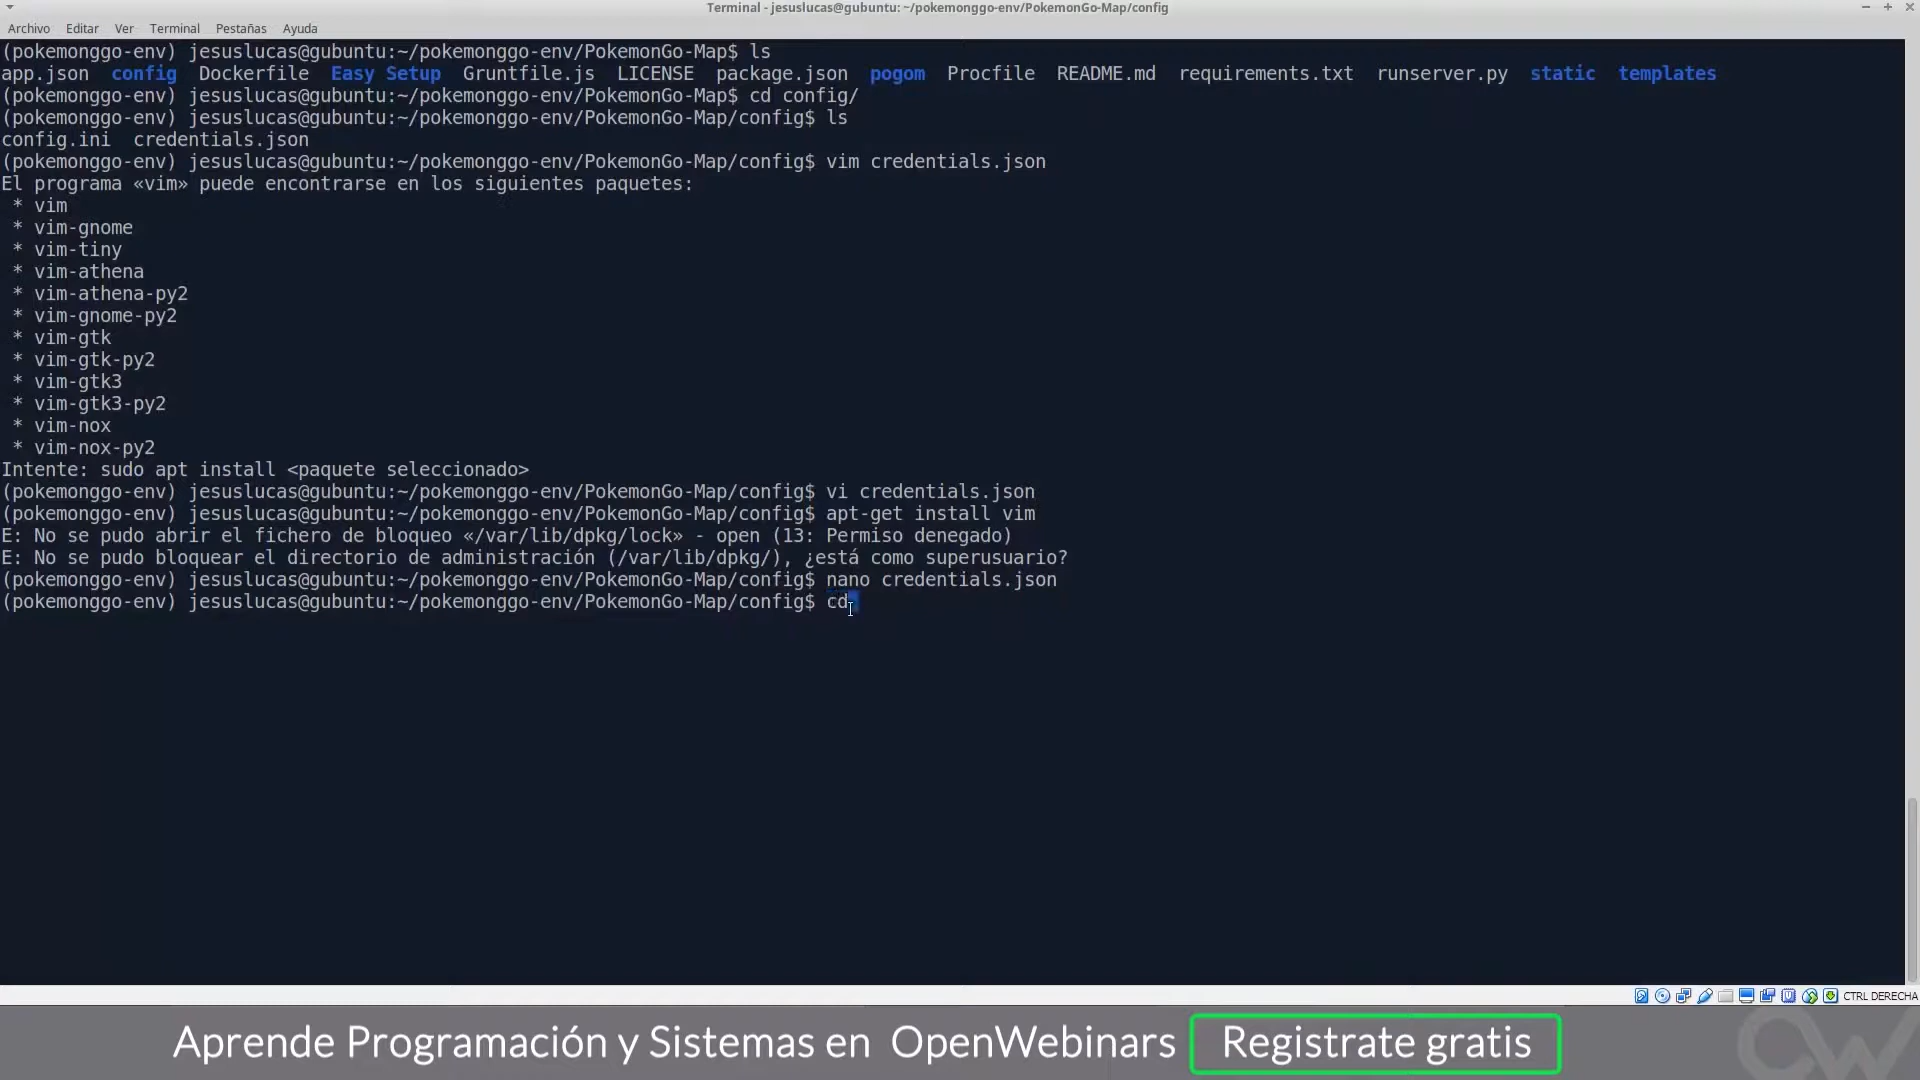 Terminal - jesuslucas@gubuntu: ~/pokemonggo-env/PokemonGo-Map/config
Archivo Editar Ver Terminal Pestañas Ayuda
(pokemonggo-env) jesuslucas@gubuntu:~/pokemonggo-env/PokemonGo-Map$ ls
app.json config Dockerfile Easy Setup Gruntfile.js LICENSE package.json pogom Procfile README.md requirements.txt runserver.py static templates
(pokemonggo-env) jesuslucas@gubuntu:~/pokemonggo-env/PokemonGo-Map$ cd config/
(pokemonggo-env) jesuslucas@gubuntu:~/pokemonggo-env/PokemonGo-Map/config$ ls
config.ini credentials.json
(pokemonggo-env) jesuslucas@gubuntu:~/pokemonggo-env/PokemonGo-Map/config$ vim credentials.json
El programa «vim» puede encontrarse en los siguientes paquetes:
* vim
* vim-gnome
* vim-tiny
* vim-athena
* vim-athena-py2
* vim-gnome-py2
* vim-gtk
* vim-gtk-py2
* vim-gtk3
* vim-gtk3-py2
* vim-nox
* vim-nox-py2
Intente: sudo apt install <paquete seleccionado>
(pokemonggo-env) jesuslucas@gubuntu:~/pokemonggo-env/PokemonGo-Map/config$ vi credentials.json
(pokemonggo-env) jesuslucas@gubuntu:~/pokemonggo-env/PokemonGo-Map/config$ apt-get install vim
E: No se pudo abrir el fichero de bloqueo «/var/lib/dpkg/lock» - open (13: Permiso denegado)
E: No se pudo bloquear el directorio de administración (/var/lib/dpkg/), ¿está como superusuario?
(pokemonggo-env) jesuslucas@gubuntu:~/pokemonggo-env/PokemonGo-Map/config$ nano credentials.json
(pokemonggo-env) jesuslucas@gubuntu:~/pokemonggo-env/PokemonGo-Map/config$ cd
CTRL DERECHA
Aprende Programación y Sistemas en OpenWebinars Registrate gratis